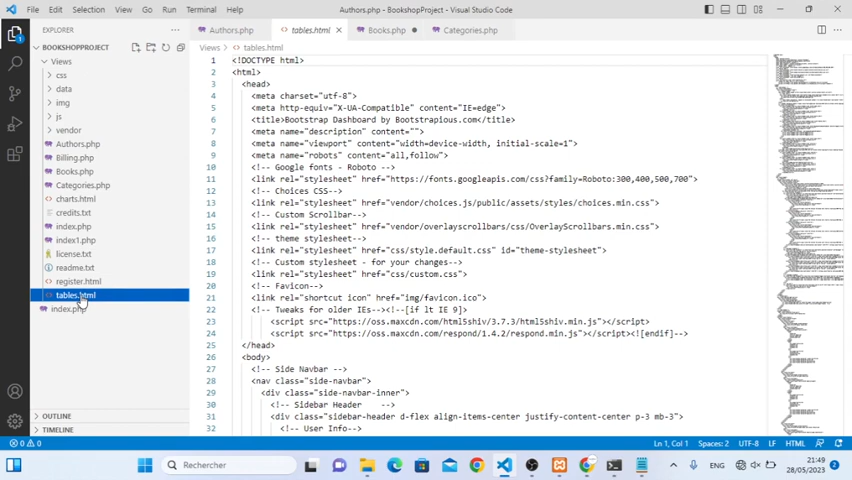 File Edit Selection View Go Run Terminal Help
Authors.php - BookshopProject - Visual Studio Code
EXPLORER
BOOKSHOPPROJECT
Views
css
data
img
js
vendor
Authors.php
Billing.php
Books.php
Categories.php
charts.html
credits.txt
index.php
index1.php
license.txt
readme.txt
register.html
tables.html
index.php
OUTLINE
TIMELINE
Authors.php tables.html Books.php Categories.php
Views > tables.html
1 <!DOCTYPE html>
2 <html>
3 <head>
4 <meta charset="utf-8">
5 <meta http-equiv="X-UA-Compatible" content="IE=edge">
6 <title>Bootstrap Dashboard by Bootstrapious.com</title>
7 <meta name="description" content="">
8 <meta name="viewport" content="width=device-width, initial-scale=1">
9 <meta name="robots" content="all,follow">
10 <!-- Google fonts - Roboto -->
11 <link rel="stylesheet" href="https://fonts.googleapis.com/css?family=Roboto:300,400,500,700">
12 <!-- Choices CSS-->
13 <link rel="stylesheet" href="vendor/choices.js/public/assets/styles/choices.min.css">
14 <!-- Custom Scrollbar-->
15 <link rel="stylesheet" href="vendor/overlayscrollbars/css/OverlayScrollbars.min.css">
16 <!-- theme stylesheet-->
17 <link rel="stylesheet" href="css/style.default.css" id="theme-stylesheet">
18 <!-- Custom stylesheet - for your changes-->
19 <link rel="stylesheet" href="css/custom.css">
20 <!-- Favicon-->
21 <link rel="shortcut icon" href="img/favicon.ico">
22 <!-- Tweaks for older IEs--><!--[if lt IE 9]>
23 <script src="https://oss.maxcdn.com/html5shiv/3.7.3/html5shiv.min.js"></script>
24 <script src="https://oss.maxcdn.com/respond/1.4.2/respond.min.js"></script><![endif]-->
25 </head>
26 <body>
27 <!-- Side Navbar -->
28 <nav class="side-navbar">
29 <div class="side-navbar-inner">
30 <!-- Sidebar Header -->
31 <div class="sidebar-header d-flex align-items-center justify-content-center p-3 mb-3">
32 <!-- User Info-->
0 0 Ln 1, Col 1 Spaces: 2 UTF-8 LF HTML
Rechercher
ENG
21:49
28/05/2023